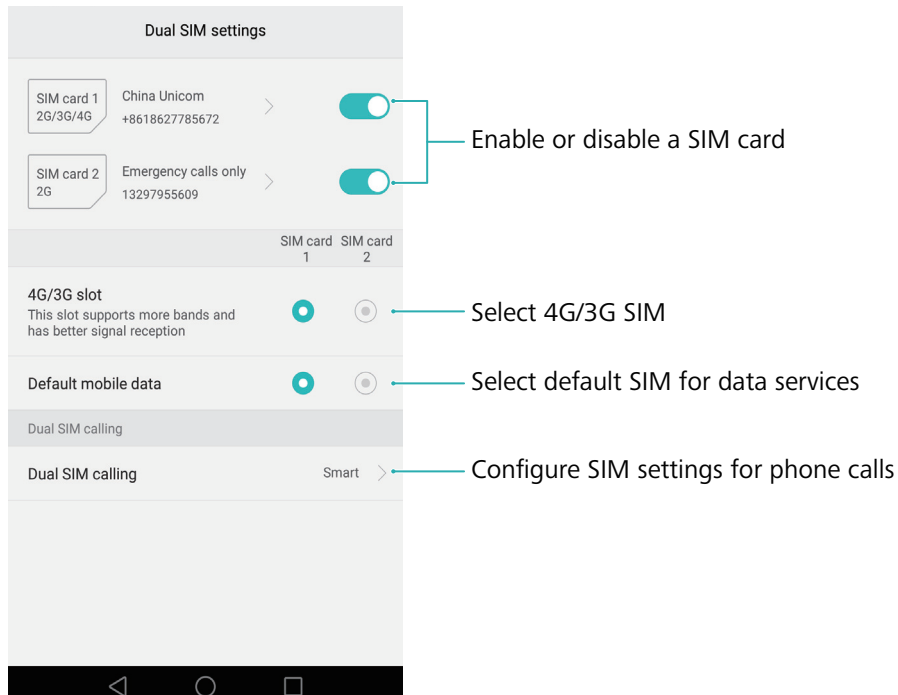 Dual SIM settings
SIM card 1
2G/3G/4G
China Unicom
+8618627785672
Enable or disable a SIM card
SIM card 2
2G
Emergency calls only
13297955609
SIM card 1
SIM card 2
4G/3G slot
This slot supports more bands and
has better signal reception
Select 4G/3G SIM
Default mobile data
Select default SIM for data services
Dual SIM calling
Dual SIM calling
Smart
Configure SIM settings for phone calls